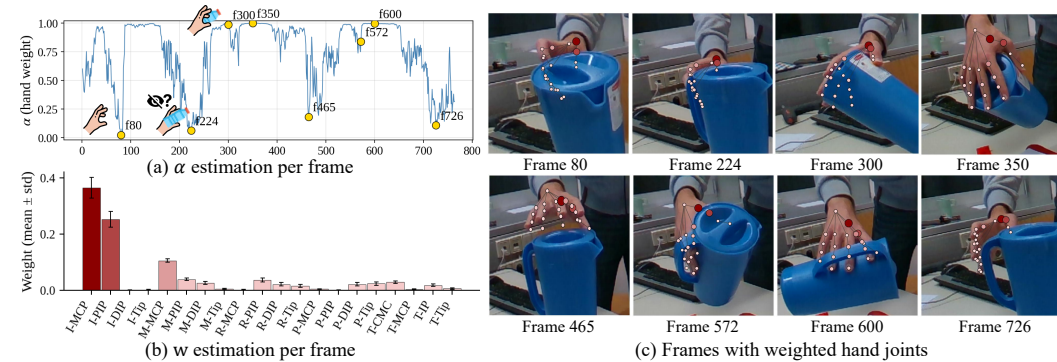 α (hand weight)
1.00
0.75
0.50
0.25
0.00
0 100 200 300 400 500 600 700 800
f80
?
f224
f300
f350
f465
f572
f600
f726
(a) α estimation per frame
Weight (mean ± std)
0.4
0.2
0.0
I-MCP
I-PIP
I-DIP
I-Tip
M-MCP
M-PIP
M-DIP
M-Tip
R-MCP
R-PIP
R-DIP
R-Tip
P-MCP
P-PIP
P-DIP
P-Tip
T-CMC
T-MCP
T-IP
T-Tip
(b) w estimation per frame
Frame 80
Frame 224
Frame 300
Frame 350
Frame 465
Frame 572
Frame 600
Frame 726
(c) Frames with weighted hand joints